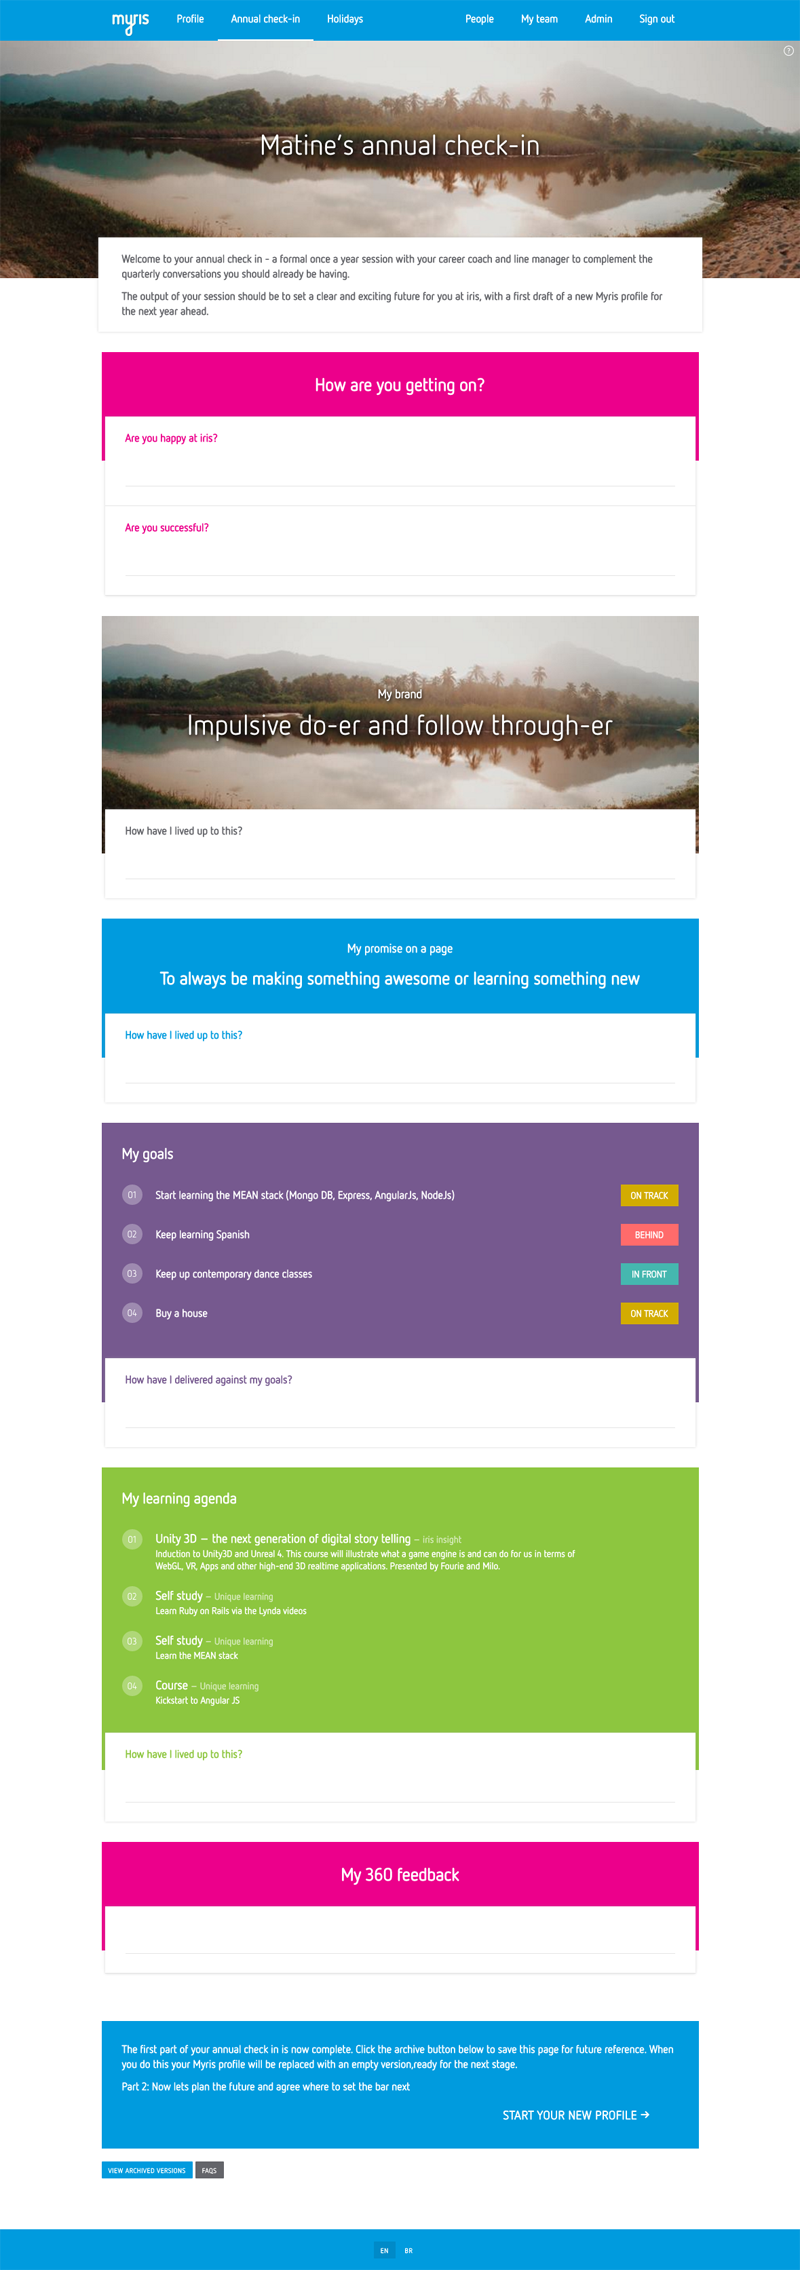 myris Profile Annual check-in Holidays People My team Admin Sign out
?
Matine's annual check-in
Welcome to your annual check in - a formal once a year session with your career coach and line manager to complement the
quarterly conversations you should already be having.
The output of your session should be to set a clear and exciting future for you at iris, with a first draft of a new Myris profile for
the next year ahead.
How are you getting on?
Are you happy at iris?
Are you successful?
My brand
Impulsive do-er and follow through-er
How have I lived up to this?
My promise on a page
To always be making something awesome or learning something new
How have I lived up to this?
My goals
01 Start learning the MEAN stack (Mongo DB, Express, AngularJs, NodeJs) ON TRACK
02 Keep learning Spanish BEHIND
03 Keep up contemporary dance classes IN FRONT
04 Buy a house ON TRACK
How have I delivered against my goals?
My learning agenda
01 Unity 3D – the next generation of digital story telling – iris insight
Induction to Unity3D and Unreal 4. This course will illustrate what a game engine is and can do for us in terms of
WebGL, VR, Apps and other high-end 3D realtime applications. Presented by Fourie and Milo.
02 Self study – Unique learning
Learn Ruby on Rails via the Lynda videos
03 Self study – Unique learning
Learn the MEAN stack
04 Course – Unique learning
Kickstart to Angular JS
How have I lived up to this?
My 360 feedback
The first part of your annual check in is now complete. Click the archive button below to save this page for future reference. When
you do this your Myris profile will be replaced with an empty version,ready for the next stage.
Part 2: Now lets plan the future and agree where to set the bar next
START YOUR NEW PROFILE →
VIEW ARCHIVED VERSIONS FAQS
EN BR